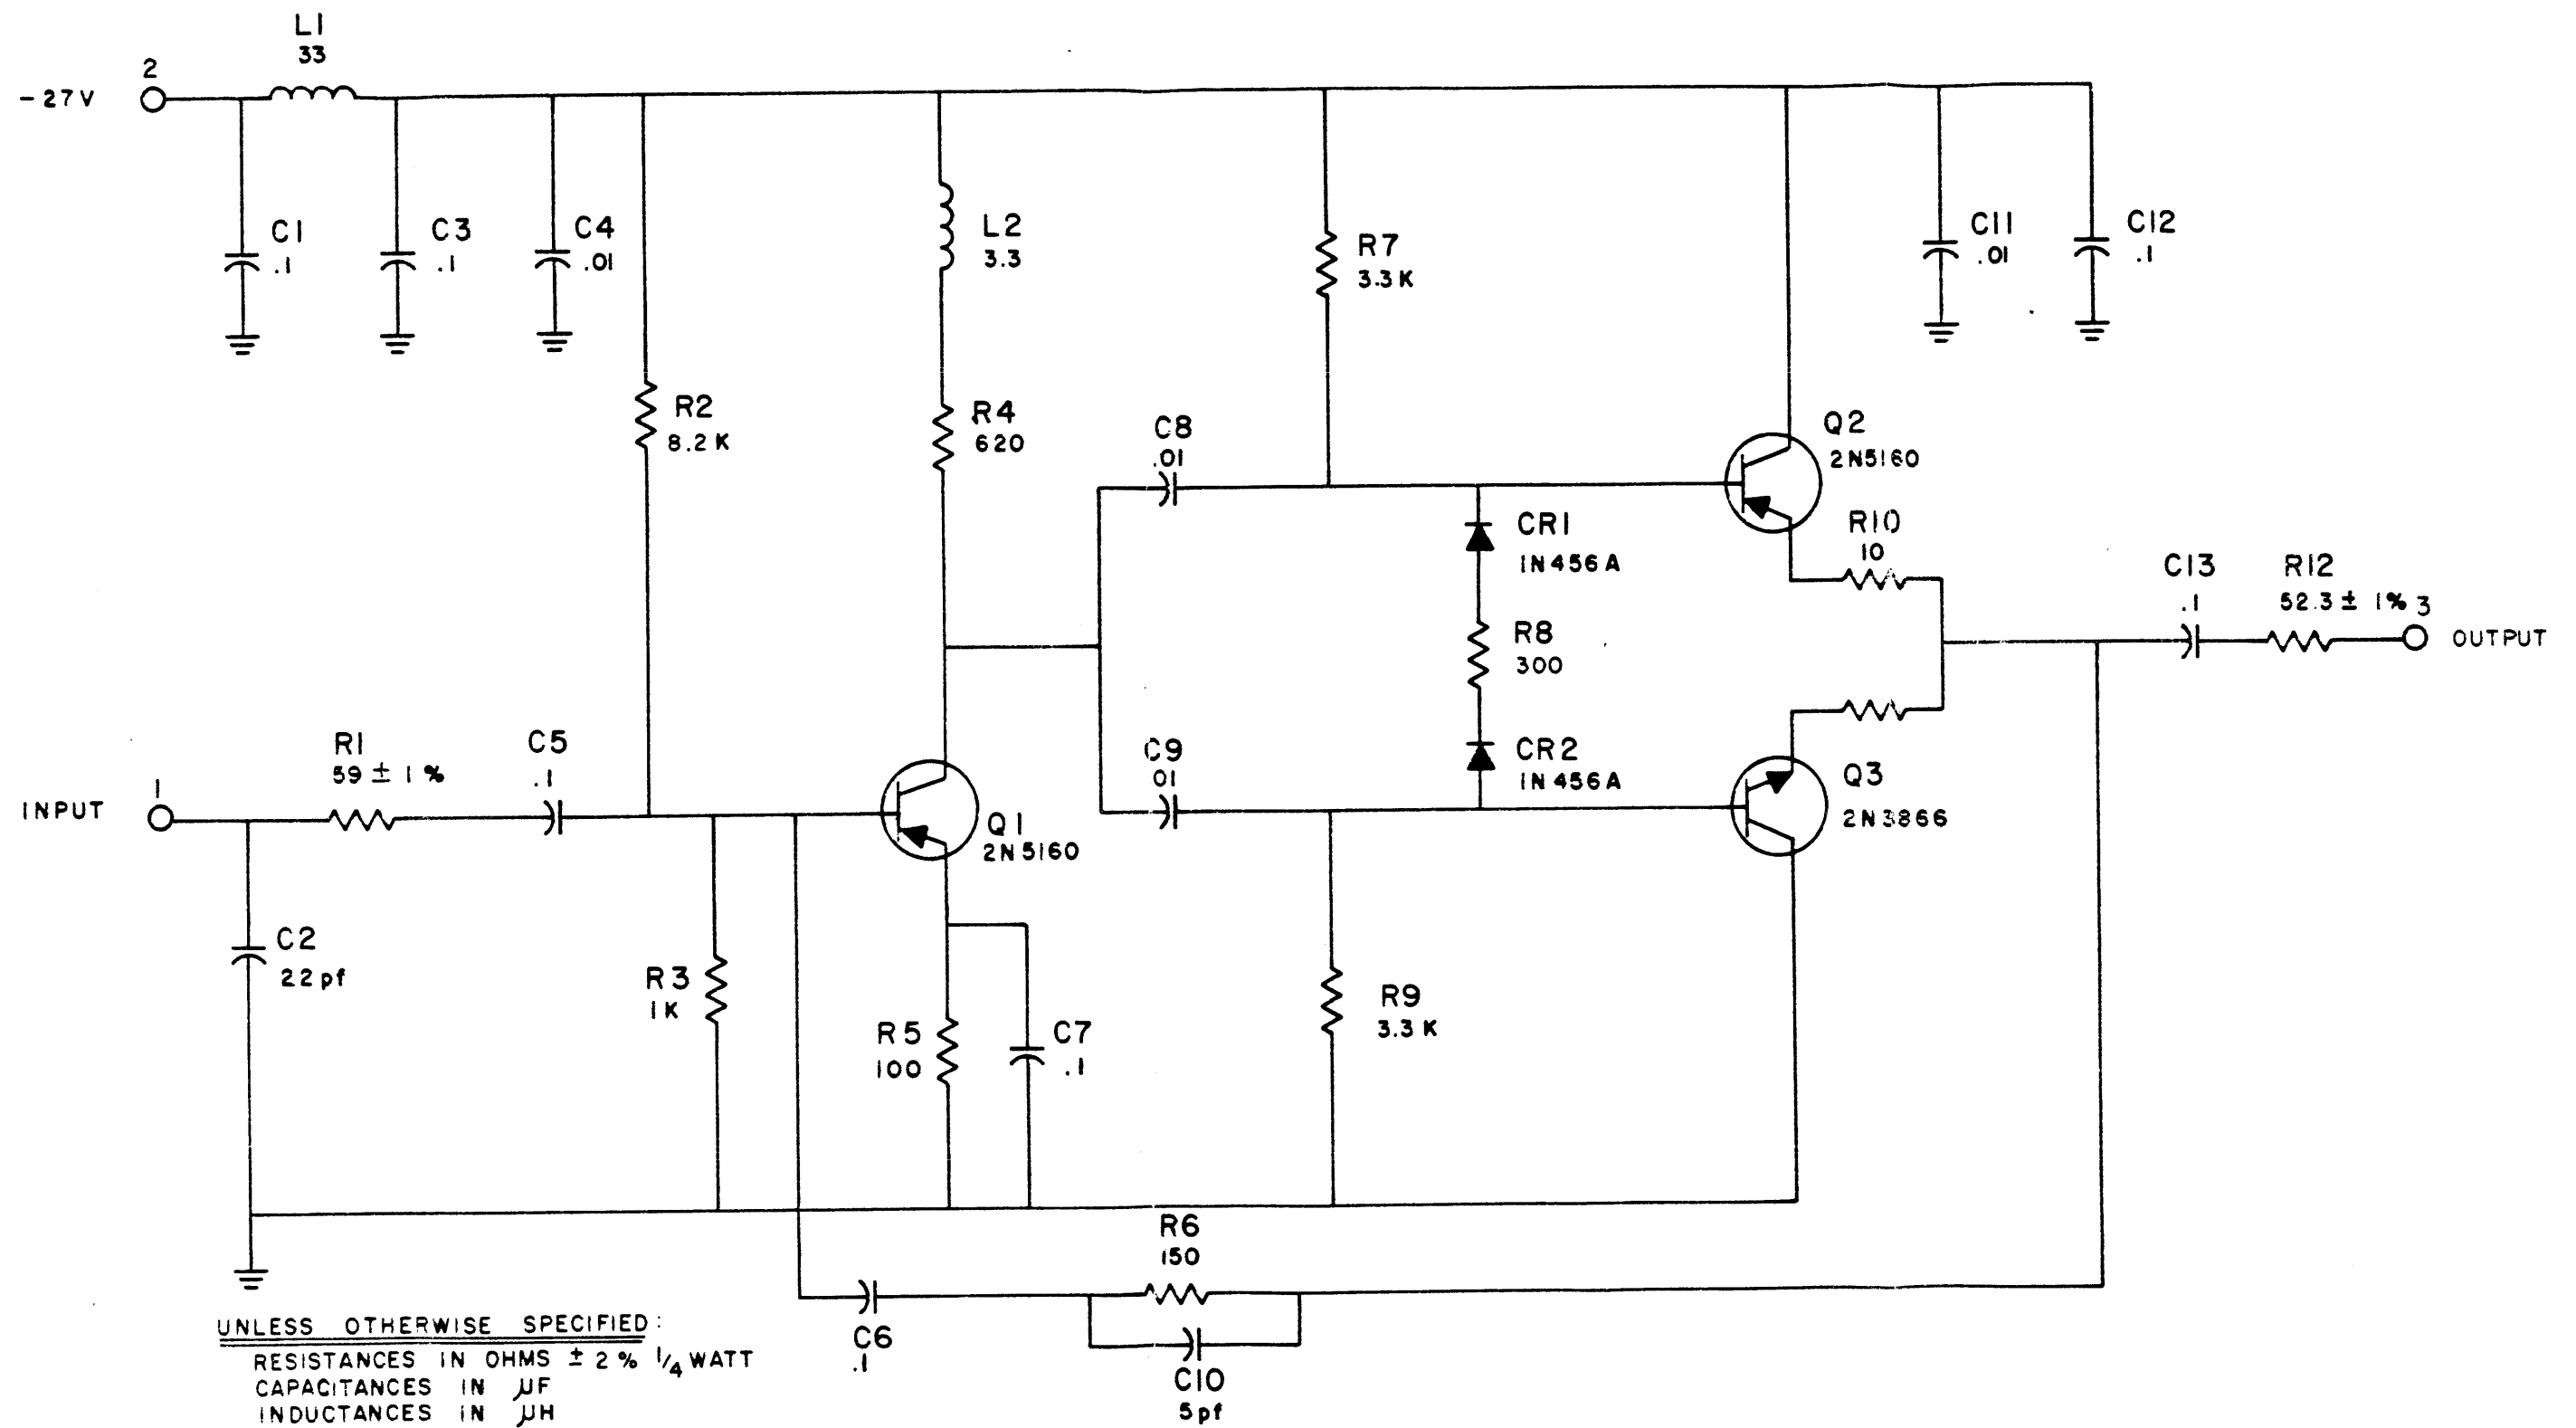 L1
33
2
-27V
C1
.1
C3
.1
C4
.01
L2
3.3
R7
3.3K
C11
.01
C12
.1
R2
8.2K
R4
620
C8
.01
Q2
2N5160
CR1
1N456A
R10
10
C13
.1
R12
52.3 ± 1%
3
OUTPUT
R8
300
INPUT
1
R1
59 ± 1%
C5
.1
C9
01
CR2
1N456A
Q3
2N3866
Q1
2N5160
C2
22pf
R3
1K
R5
100
C7
.1
R9
3.3K
R6
150
C6
.1
C10
5pf
UNLESS OTHERWISE SPECIFIED:
RESISTANCES IN OHMS ± 2% 1/4 WATT
CAPACITANCES IN µF
INDUCTANCES IN µH